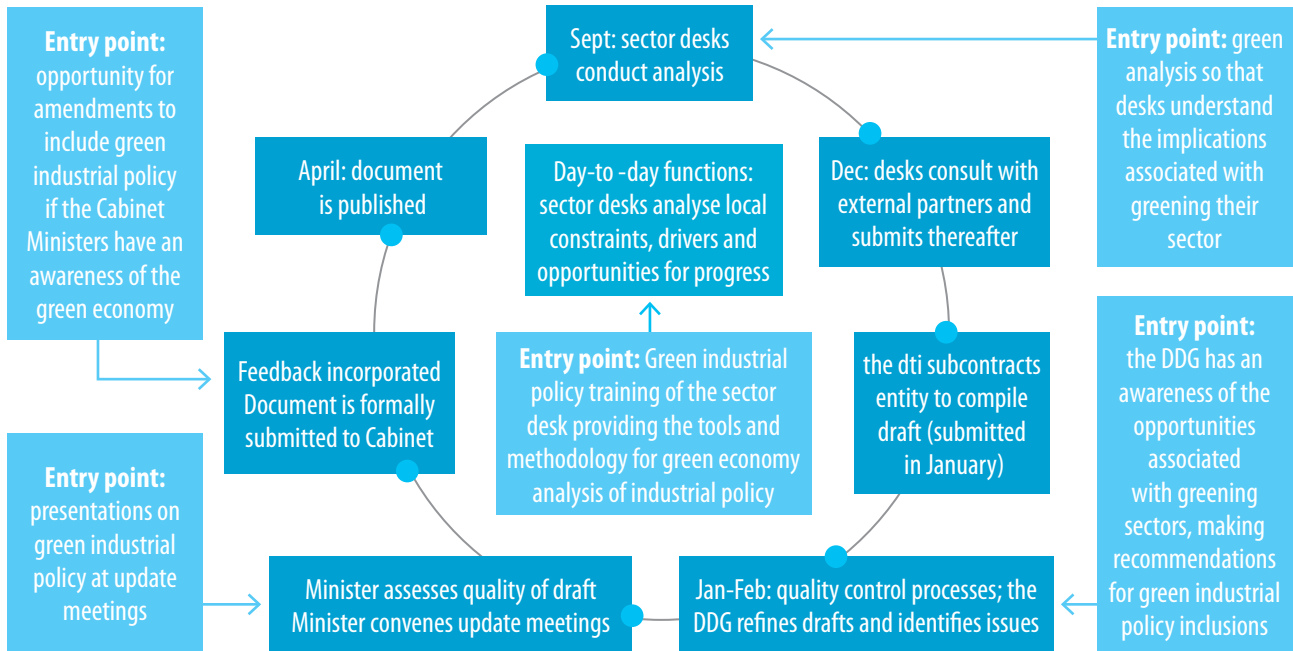 Entry point:
opportunity for
amendments to
include green
industrial policy
if the Cabinet
Ministers have an
awareness of the
green economy
Sept: sector desks
conduct analysis
Entry point: green
analysis so that
desks understand
the implications
associated with
greening their
sector
April: document
is published
Day-to -day functions:
sector desks analyse local
constraints, drivers and
opportunities for progress
Dec: desks consult with
external partners and
submits thereafter
Feedback incorporated
Document is formally
submitted to Cabinet
Entry point: Green industrial
policy training of the sector
desk providing the tools and
methodology for green economy
analysis of industrial policy
the dti subcontracts
entity to compile
draft (submitted
in January)
Entry point:
the DDG has an
awareness of the
opportunities
associated
with greening
sectors, making
recommendations
for green industrial
policy inclusions
Entry point:
presentations on
green industrial
policy at update
meetings
Minister assesses quality of draft
Minister convenes update meetings
Jan-Feb: quality control processes; the
DDG refines drafts and identifies issues